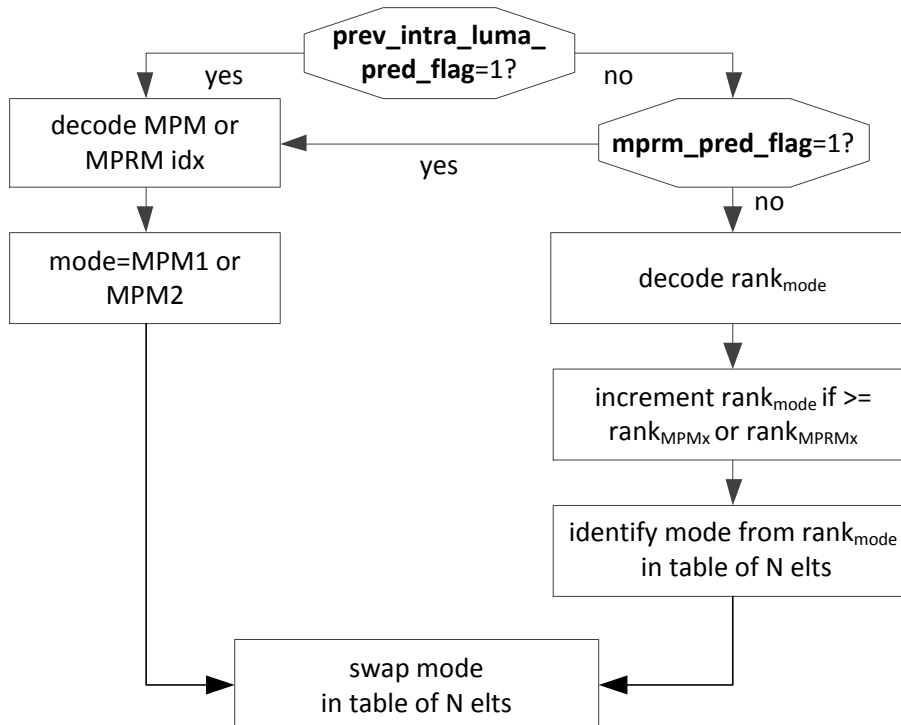 prev_intra_luma_
pred_flag=1?
yes
no
decode MPM or
MPRM idx
mprm_pred_flag=1?
yes
no
mode=MPM1 or
MPM2
decode rankmode
increment rankmode if >=
rankMPMx or rankMPRMx
identify mode from rankmode
in table of N elts
swap mode
in table of N elts